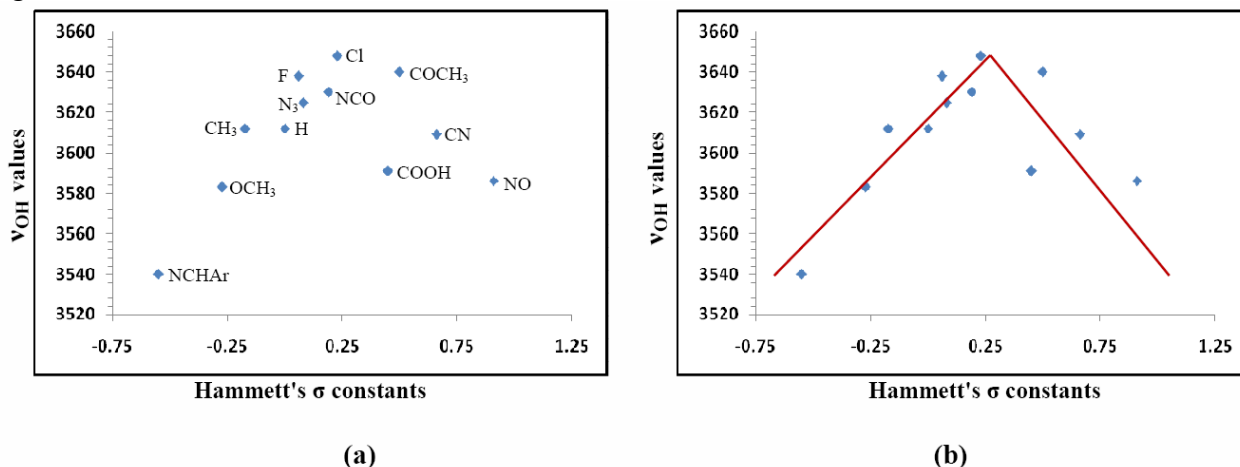 3660
3640
3620
3600
3580
3560
3540
3520
-0.75 -0.25 0.25 0.75 1.25
ν_OH values
Hammett's σ constants
Cl
F
COCH₃
N₃
NCO
CH₃
H
CN
COOH
OCH₃
NO
NCHAr
(a)
3660
3640
3620
3600
3580
3560
3540
3520
-0.75 -0.25 0.25 0.75 1.25
ν_OH values
Hammett's σ constants
(b)